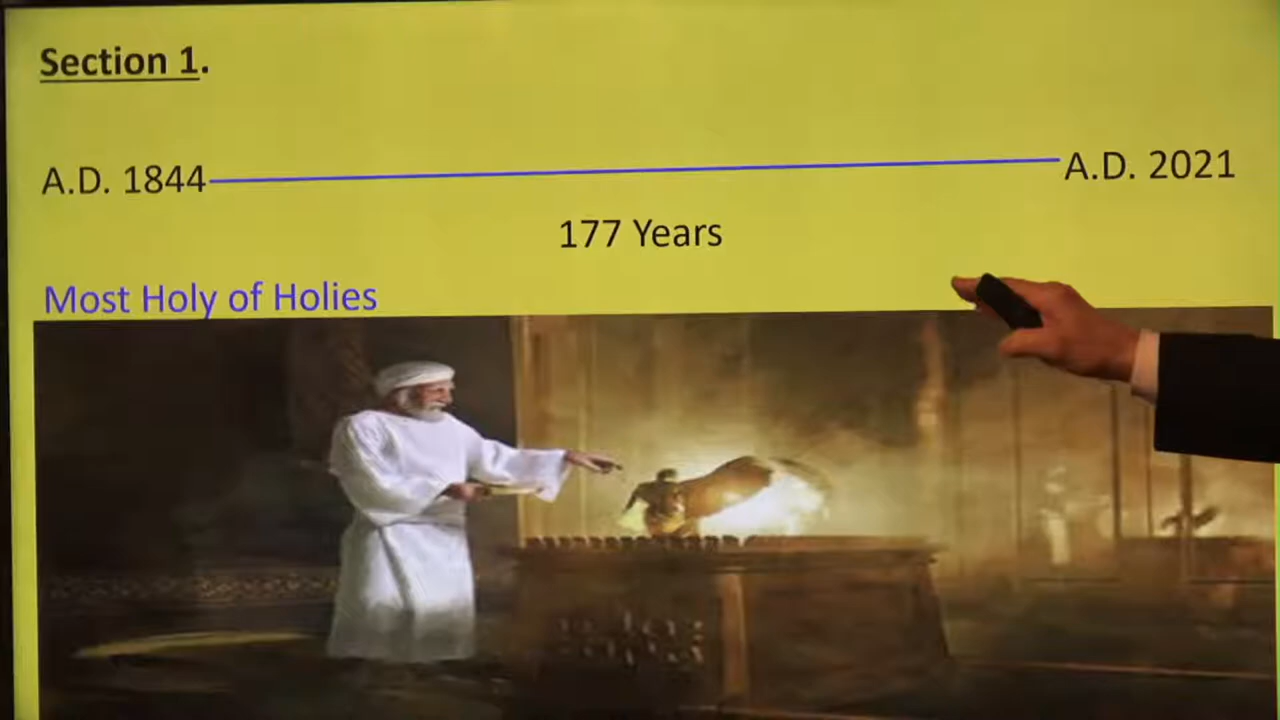 Section 1.
A.D. 1844 A.D. 2021
177 Years
Most Holy of Holies